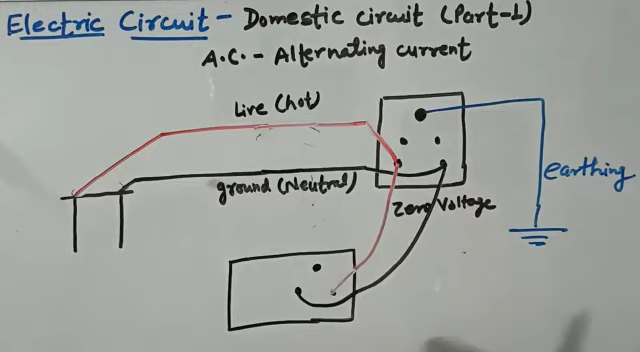 Electric Circuit - Domestic circuit (Part-1)
A.C. - Alternating current
Live (hot)
ground (Neutral)
earthing
Zero Voltage